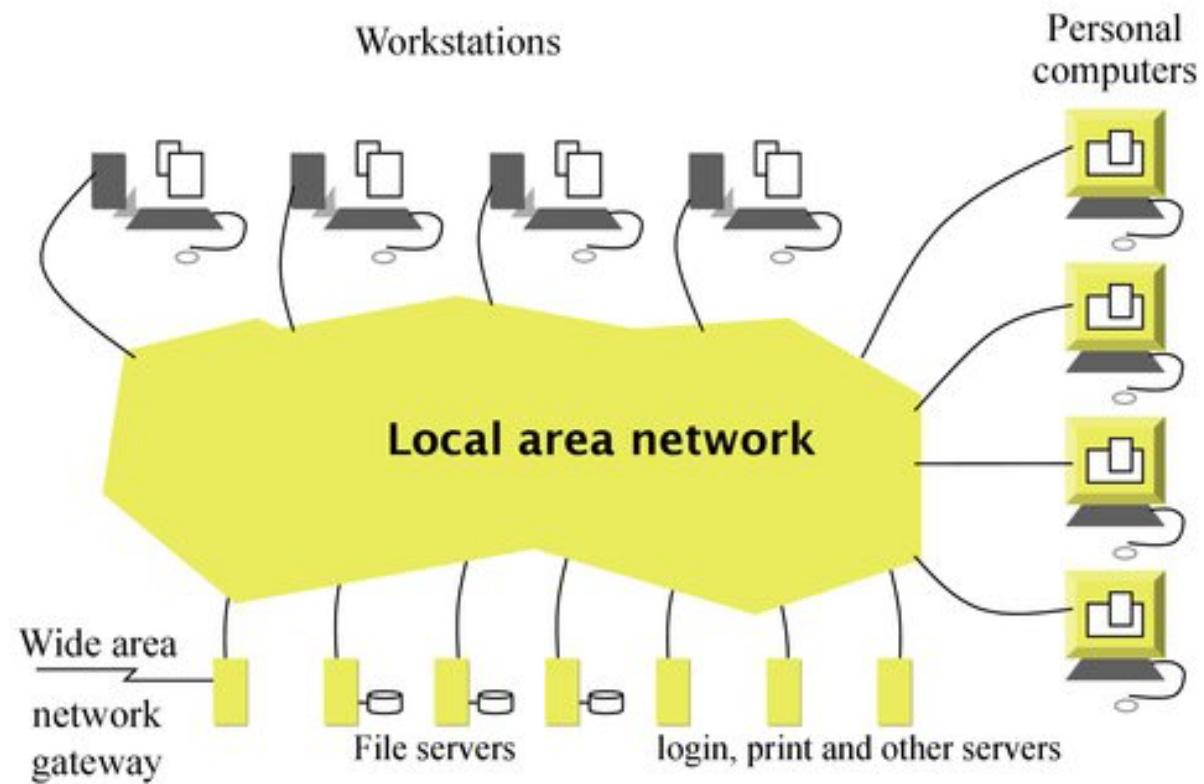 Workstations
Personal
computers
Local area network
Wide area
network
gateway
File servers
login, print and other servers